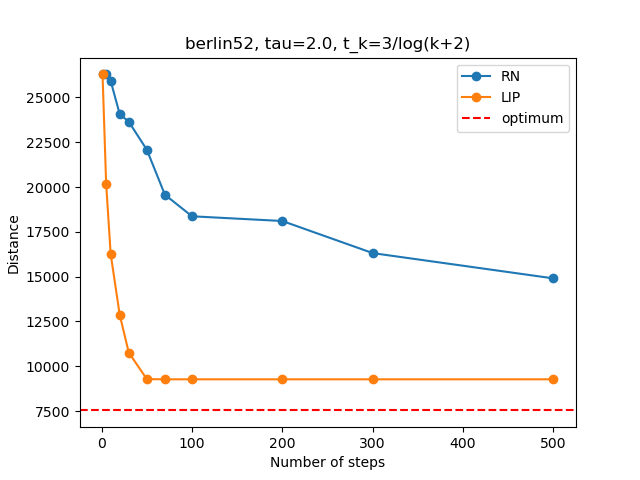 berlin52, tau=2.0, t_k=3/log(k+2)
RN
LIP
optimum
Distance
25000
22500
20000
17500
15000
12500
10000
7500
0 100 200 300 400 500
Number of steps